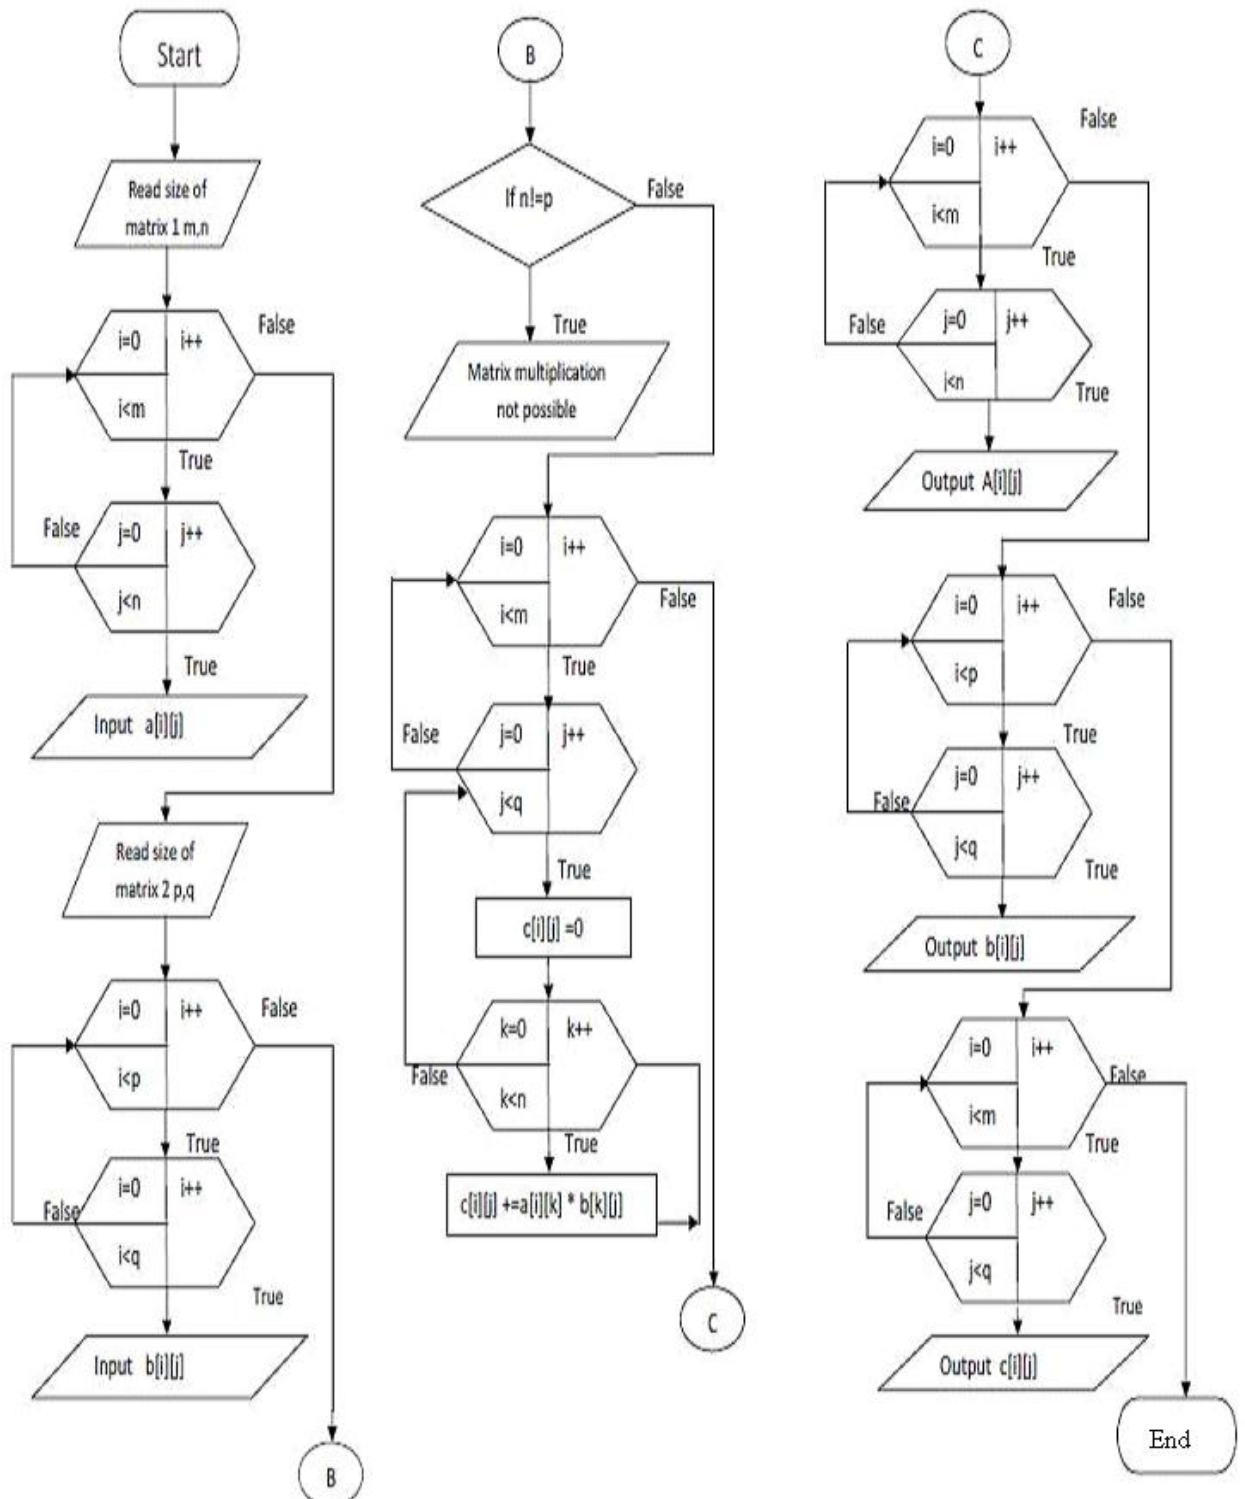 Start
Read size of
matrix 1 m,n
i=0
i++
False
i<m
True
j=0
j++
False
j<n
True
Input a[i][j]
Read size of
matrix 2 p,q
i=0
i++
False
i<p
True
i=0
i++
False
i<q
True
Input b[i][j]
B
B
If n!=p
False
True
Matrix multiplication
not possible
i=0
i++
False
i<m
True
j=0
j++
False
j<q
True
c[i][j] =0
k=0
k++
False
k<n
True
c[i][j] +=a[i][k] * b[k][j]
C
C
i=0
i++
False
i<m
True
j=0
j++
False
j<n
True
Output A[i][j]
i=0
i++
False
i<p
True
j=0
j++
False
j<q
True
Output b[i][j]
i=0
i++
False
i<m
True
j=0
j++
False
j<q
True
Output c[i][j]
End